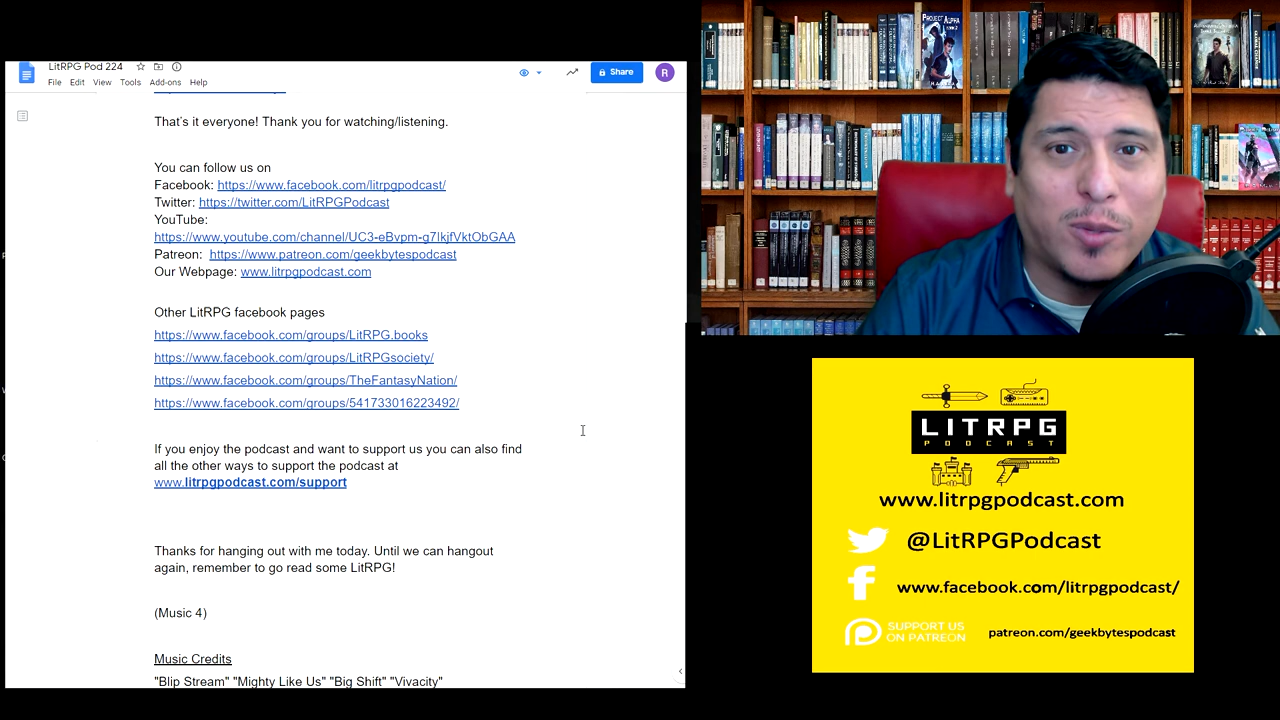 LitRPG Pod 224
File Edit View Tools Add-ons Help
Share
R
That's it everyone! Thank you for watching/listening.
You can follow us on
Facebook: https://www.facebook.com/litrpgpodcast/
Twitter: https://twitter.com/LitRPGPodcast
YouTube:
https://www.youtube.com/channel/UC3-eBvpm-g7IkjfVktObGAA
Patreon: https://www.patreon.com/geekbytespodcast
Our Webpage: www.litrpgpodcast.com
Other LitRPG facebook pages
https://www.facebook.com/groups/LitRPG.books
https://www.facebook.com/groups/LitRPGsociety/
https://www.facebook.com/groups/TheFantasyNation/
https://www.facebook.com/groups/541733016223492/
If you enjoy the podcast and want to support us you can also find
all the other ways to support the podcast at
www.litrpgpodcast.com/support
Thanks for hanging out with me today. Until we can hangout
again, remember to go read some LitRPG!
(Music 4)
Music Credits
"Blip Stream" "Mighty Like Us" "Big Shift" "Vivacity"
PROJECT
ALPHA
LITRPG
PODCAST
www.litrpgpodcast.com
@LitRPGPodcast
www.facebook.com/litrpgpodcast/
SUPPORT US
ON PATREON
patreon.com/geekbytespodcast